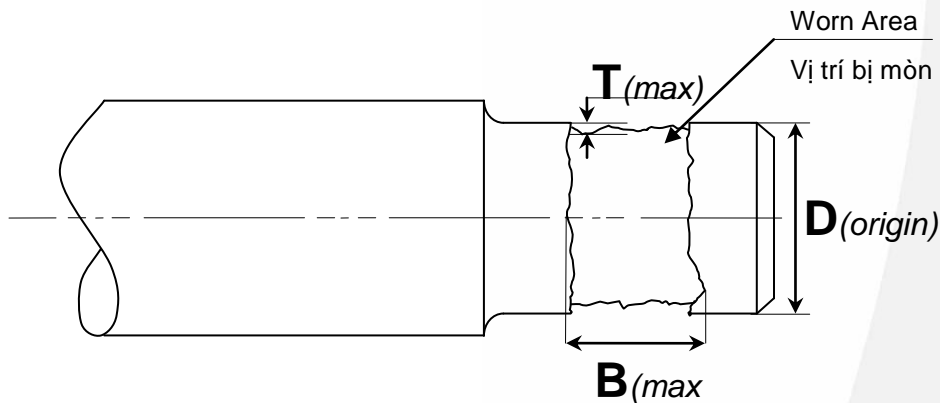 Worn Area
Vị trí bị mòn
T(max)
D(origin)
B(max